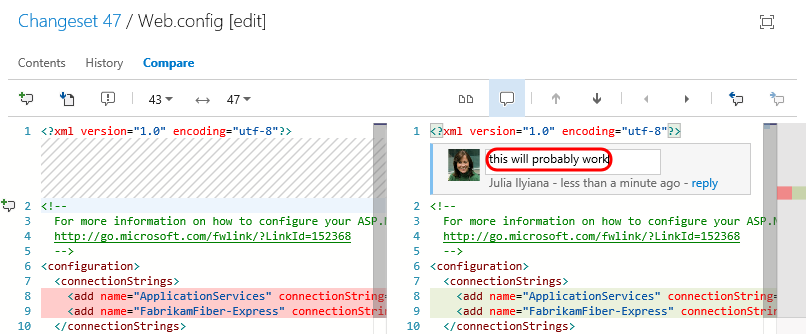 Changeset 47 / Web.config [edit]
Contents History Compare
43 47
1 <?xml version="1.0" encoding="utf-8"?>
2 <!--
3 For more information on how to configure your ASP.N
4 http://go.microsoft.com/fwlink/?LinkId=152368
5 -->
6 <configuration>
7 <connectionStrings>
8 <add name="ApplicationServices" connectionString=
9 <add name="FabrikamFiber-Express" connectionStrin
10 </connectionStrings>
1 <?xml version="1.0" encoding="utf-8"?>
this will probably work
Julia Ilyiana - less than a minute ago - reply
2 <!--
3 For more information on how to configure your ASP.N
4 http://go.microsoft.com/fwlink/?LinkId=152368
5 -->
6 <configuration>
7 <connectionStrings>
8 <add name="ApplicationServices" connectionString=
9 <add name="FabrikamFiber-Express" connectionStrin
10 </connectionStrings>